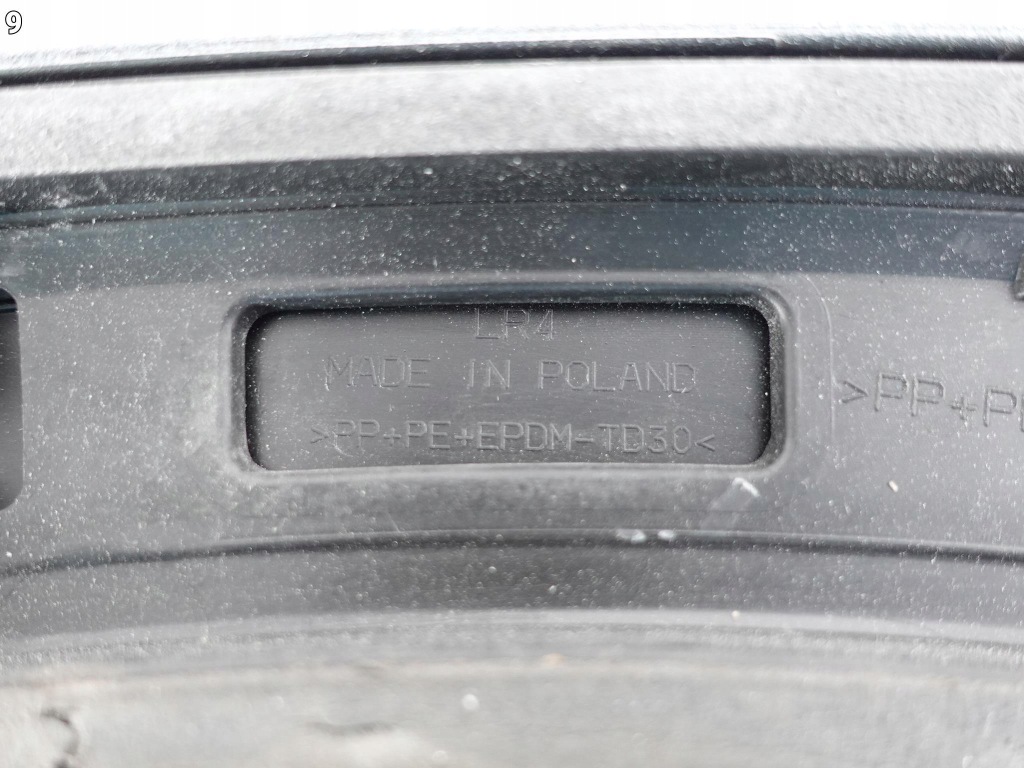 9
LR4
MADE IN POLAND
>PP+PE+EPDM-TD30<
>PP+P